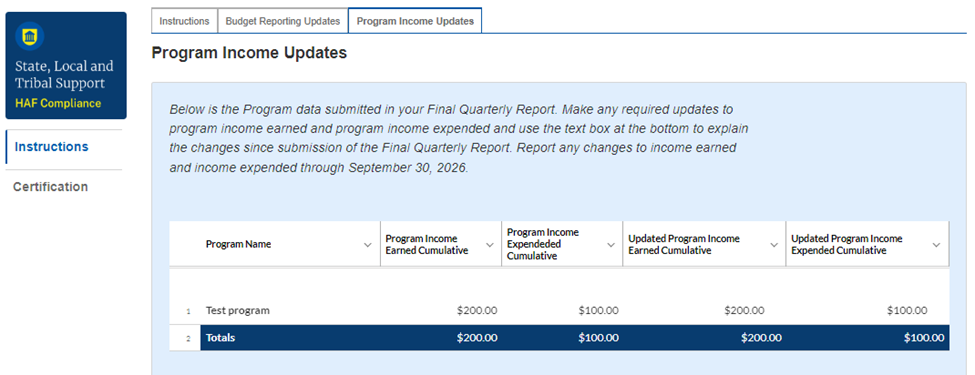 Instructions
Budget Reporting Updates
Program Income Updates
State, Local and
Tribal Support
HAF Compliance
Instructions
Certification
Program Income Updates
Below is the Program data submitted in your Final Quarterly Report. Make any required updates to
program income earned and program income expended and use the text box at the bottom to explain
the changes since submission of the Final Quarterly Report. Report any changes to income earned
and income expended through September 30, 2026.
Program Name
Program Income
Earned Cumulative
Program Income
Expendeded
Cumulative
Updated Program Income
Earned Cumulative
Updated Program Income
Expended Cumulative
1 Test program $200.00 $100.00 $200.00 $100.00
2 Totals $200.00 $100.00 $200.00 $100.00